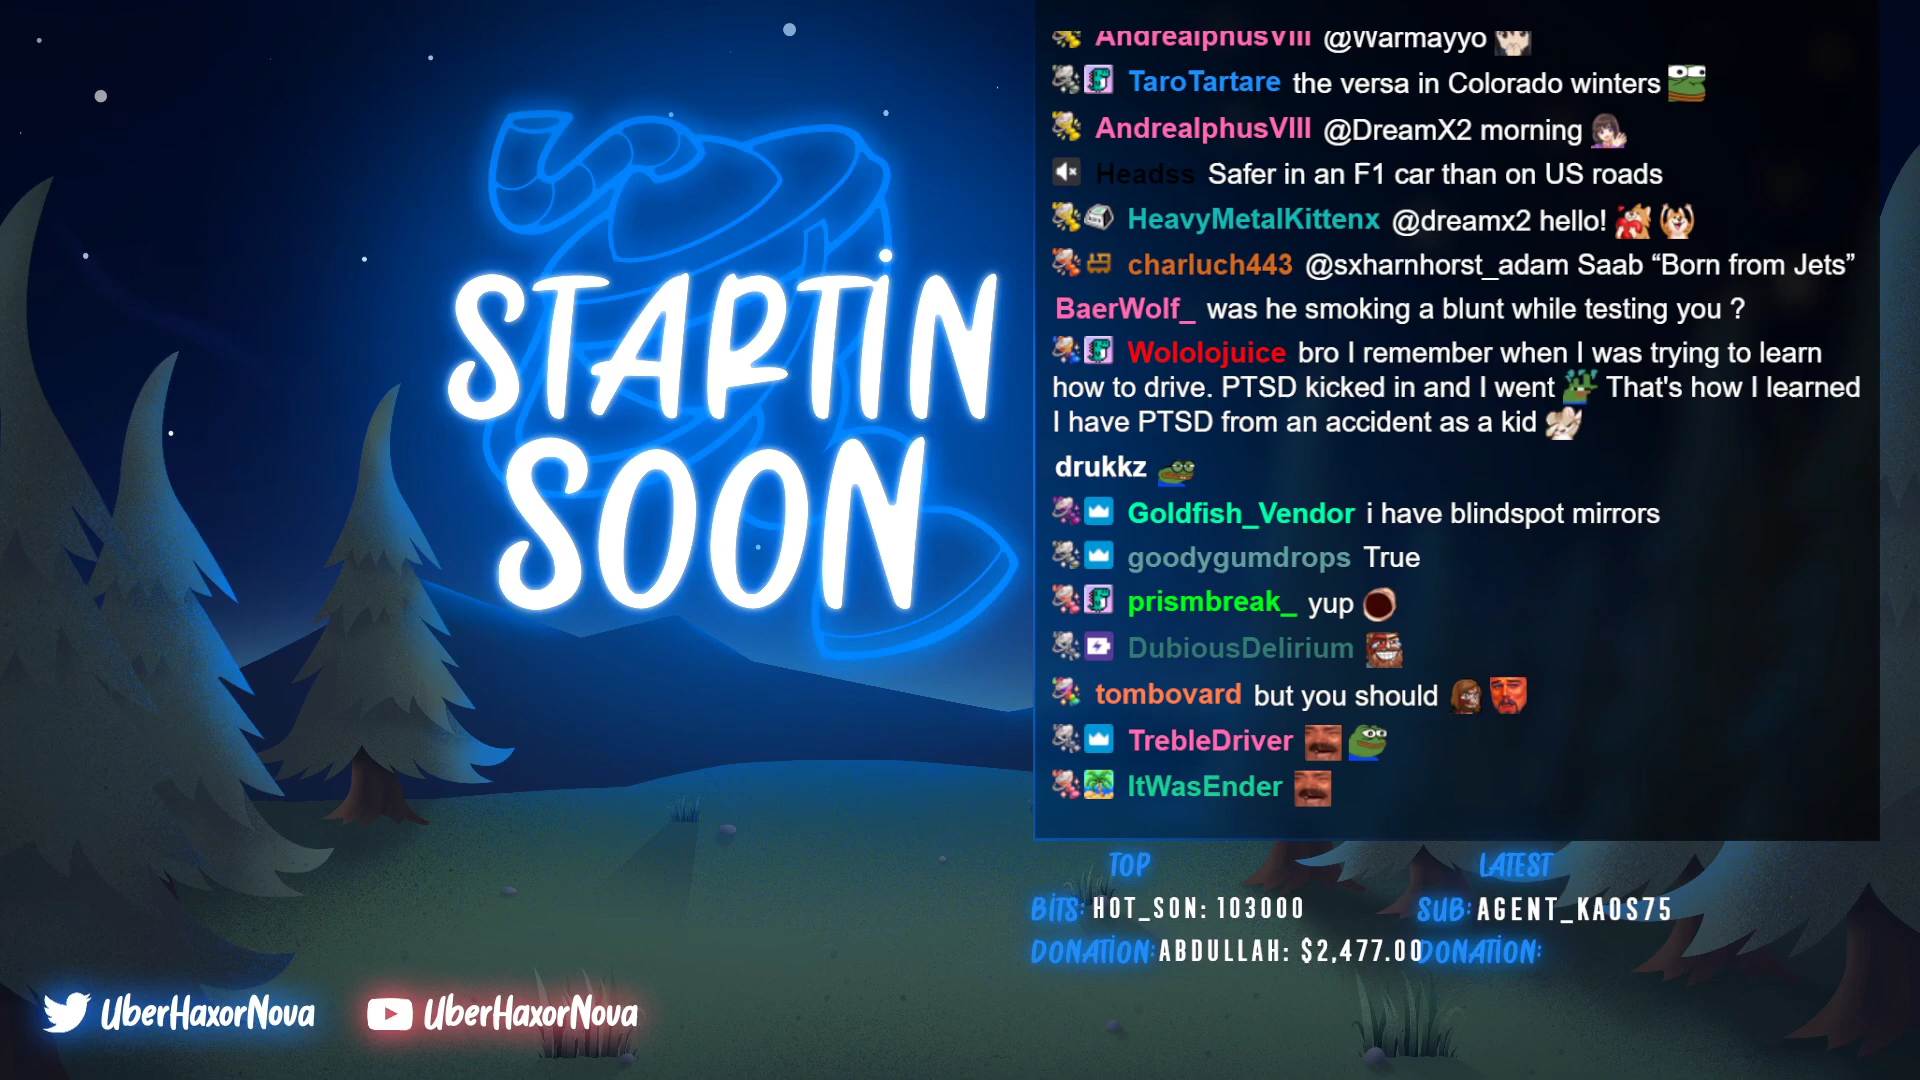 STARTIN
SOON
AndrealphusVIII @Warmayyo
TaroTartare the versa in Colorado winters
AndrealphusVIII @DreamX2 morning
Headss Safer in an F1 car than on US roads
HeavyMetalKittenx @dreamx2 hello!
charluch443 @sxharnhorst_adam Saab “Born from Jets”
BaerWolf_ was he smoking a blunt while testing you ?
Wololojuice bro I remember when I was trying to learn
how to drive. PTSD kicked in and I went That's how I learned
I have PTSD from an accident as a kid
drukkz
Goldfish_Vendor i have blindspot mirrors
goodygumdrops True
prismbreak_ yup
DubiousDelirium
tombovard but you should
TrebleDriver
ItWasEnder
TOP
BITS: HOT_SON: 103000
DONATION: ABDULLAH: $2,477.00
LATEST
SUB: AGENT_KAOS75
DONATION:
UberHaxorNova
UberHaxorNova